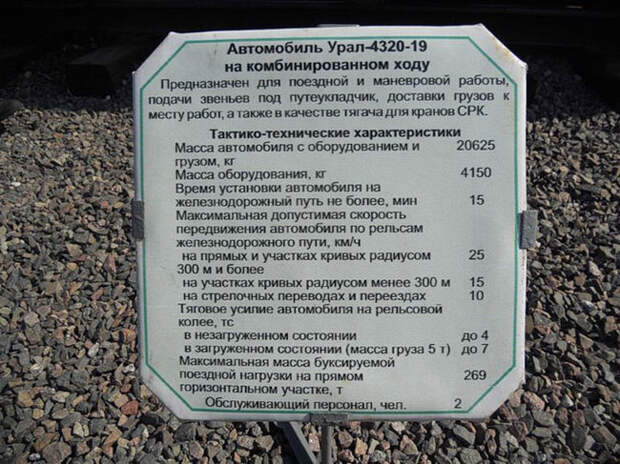 Автомобиль Урал-4320-19
на комбинированном ходу
Предназначен для поездной и маневровой работы,
подачи звеньев под путеукладчик, доставки грузов к
месту работ, а также в качестве тягача для кранов СРК.
Тактико-технические характеристики
Масса автомобиля с оборудованием и 20625
грузом, кг
Масса оборудования, кг 4150
Время установки автомобиля на
железнодорожный путь не более, мин 15
Максимальная допустимая скорость
передвижения автомобиля по рельсам
железнодорожного пути, км/ч
на прямых и участках кривых радиусом 25
300 м и более
на участках кривых радиусом менее 300 м 15
на стрелочных переводах и переездах 10
Тяговое усилие автомобиля на рельсовой
колее, тс
в незагруженном состоянии до 4
в загруженном состоянии (масса груза 5 т) до 7
Максимальная масса буксируемой
поездной нагрузки на прямом 269
горизонтальном участке, т
Обслуживающий персонал, чел. 2